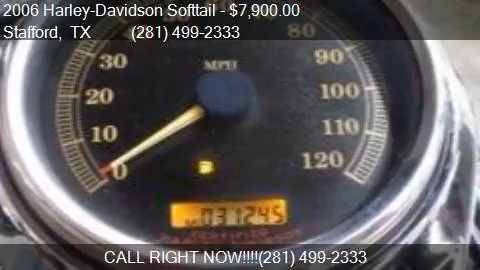 2006 Harley-Davidson Softtail - $7,900.00
Stafford, TX (281) 499-2333
80
30 90
MPH
20 100
10 110
0 120
031245
CALL RIGHT NOW!!!!(281) 499-2333